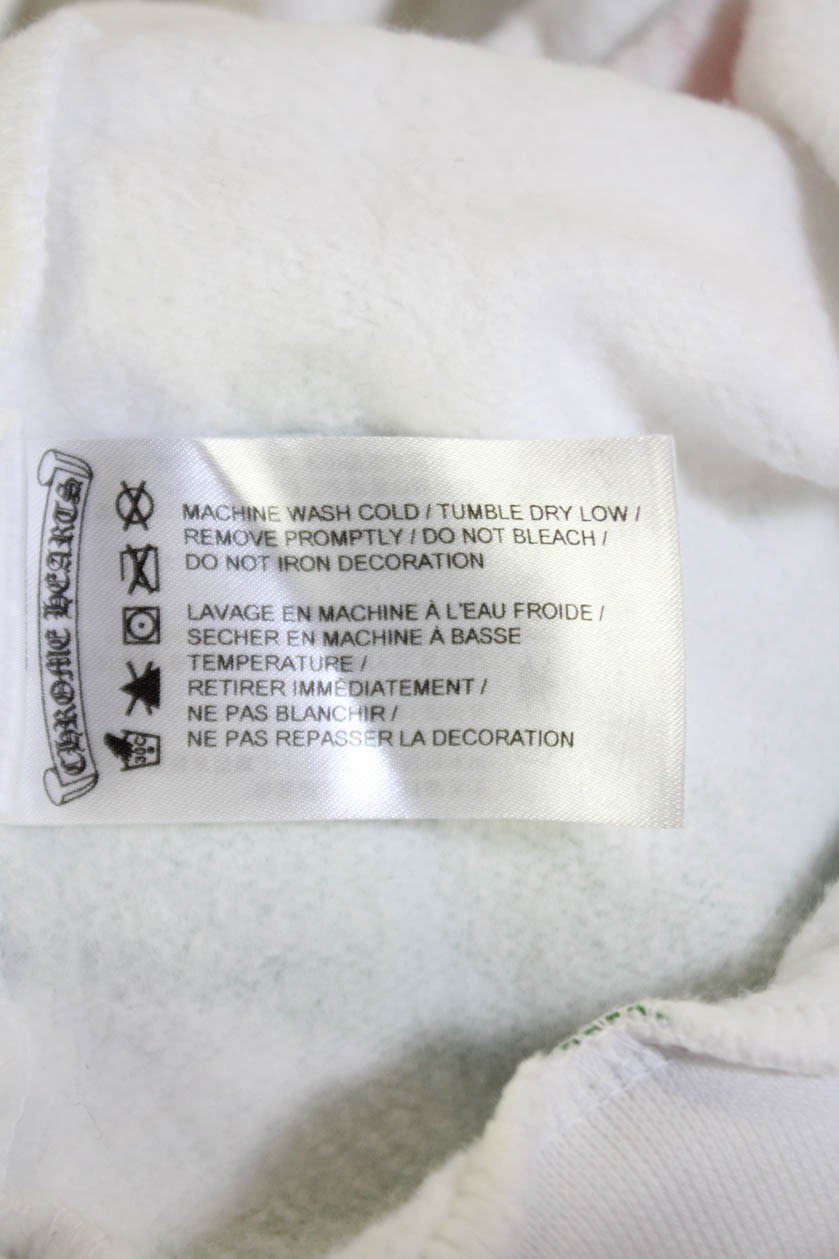 CHROME HEARTS
MACHINE WASH COLD / TUMBLE DRY LOW /
REMOVE PROMPTLY / DO NOT BLEACH /
DO NOT IRON DECORATION
LAVAGE EN MACHINE À L'EAU FROIDE /
SECHER EN MACHINE À BASSE
TEMPERATURE /
RETIRER IMMÉDIATEMENT /
NE PAS BLANCHIR /
NE PAS REPASSER LA DECORATION
30C